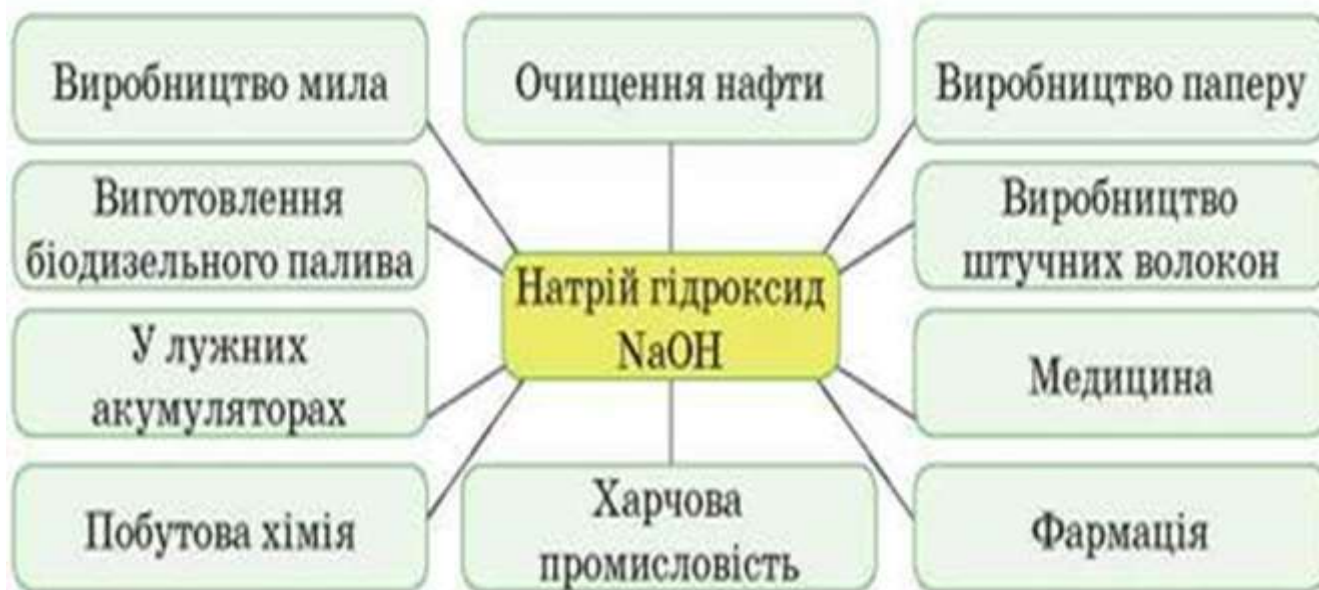 Виробництво мила
Очищення нафти
Виробництво паперу
Виготовлення
біодизельного палива
Виробництво
штучних волокон
Натрій гідроксид
NaOH
У лужних
акумуляторах
Медицина
Побутова хімія
Харчова
промисловість
Фармація